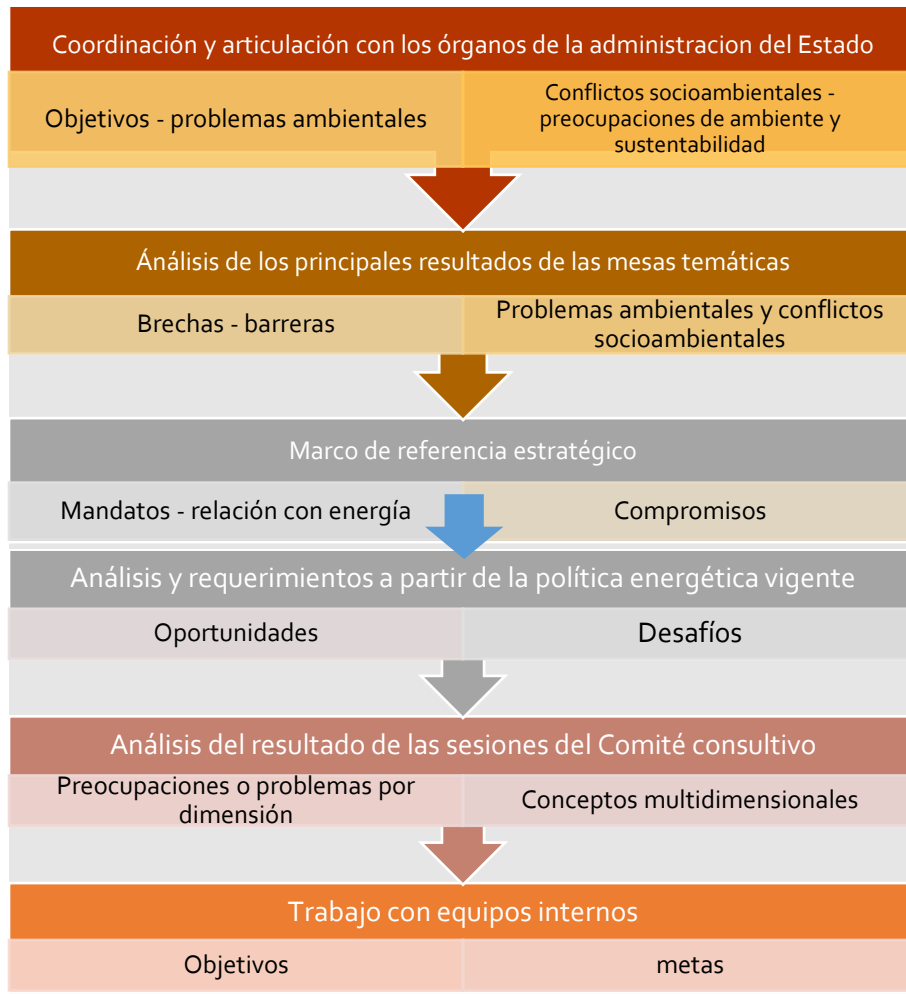 Coordinación y articulación con los órganos de la administracion del Estado
Objetivos - problemas ambientales
Conflictos socioambientales -
preocupaciones de ambiente y
sustentabilidad
Ánálisis de los principales resultados de las mesas temáticas
Brechas - barreras
Problemas ambientales y conflictos
socioambientales
Marco de referencia estratégico
Mandatos - relación con energía
Compromisos
Análisis y requerimientos a partir de la política energética vigente
Oportunidades
Desafíos
Análisis del resultado de las sesiones del Comité consultivo
Preocupaciones o problemas por
dimensión
Conceptos multidimensionales
Trabajo con equipos internos
Objetivos
metas